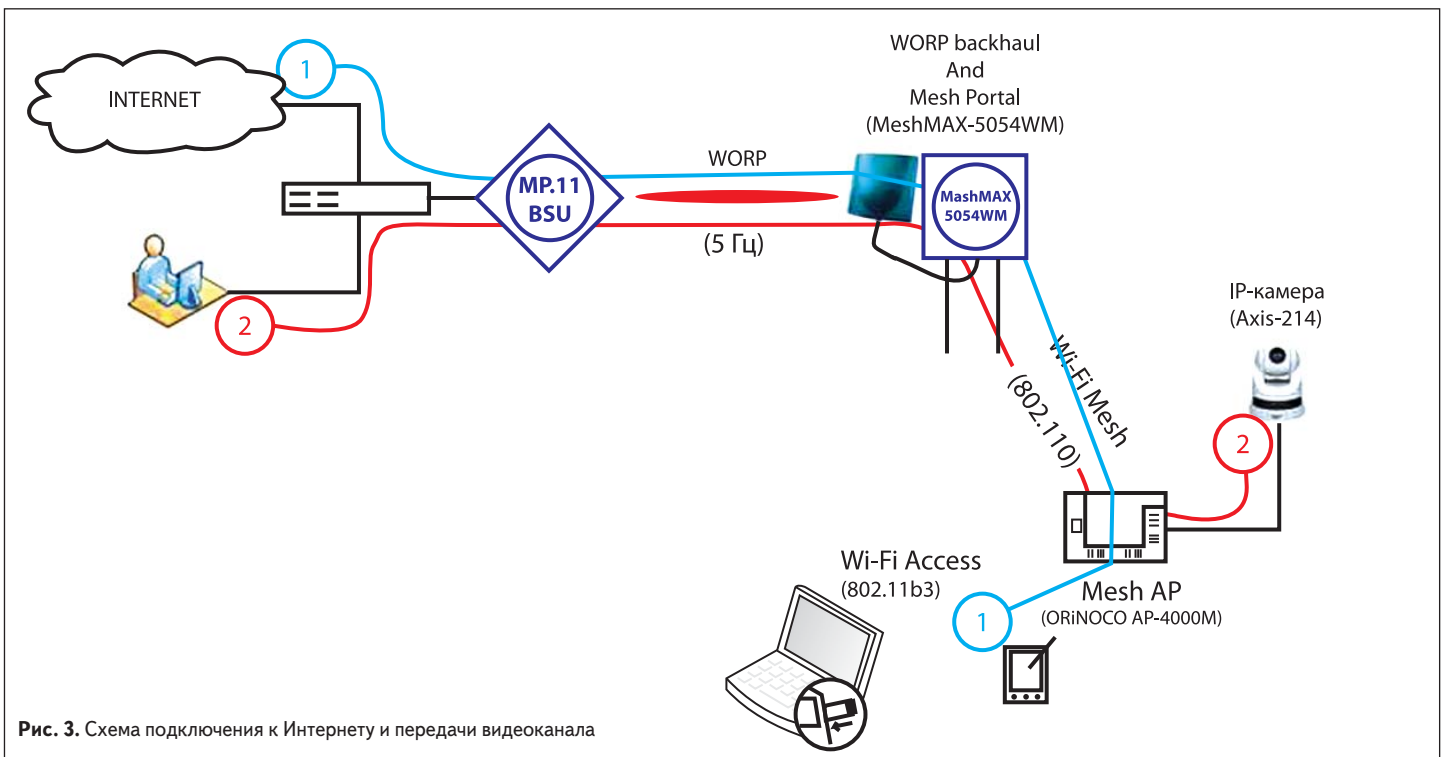 INTERNET
1
MP.11
BSU
2
WORP
(5 Гц)
WORP backhaul
And
Mesh Portal
(MeshMAX-5054WM)
MashMAX
5054WM
Wi-Fi Mesh
(802.110)
IP-камера
(Axis-214)
2
Wi-Fi Access
(802.11b3)
1
Mesh AP
(ORiNOCO AP-4000M)
Рис. 3. Схема подключения к Интернету и передачи видеоканала